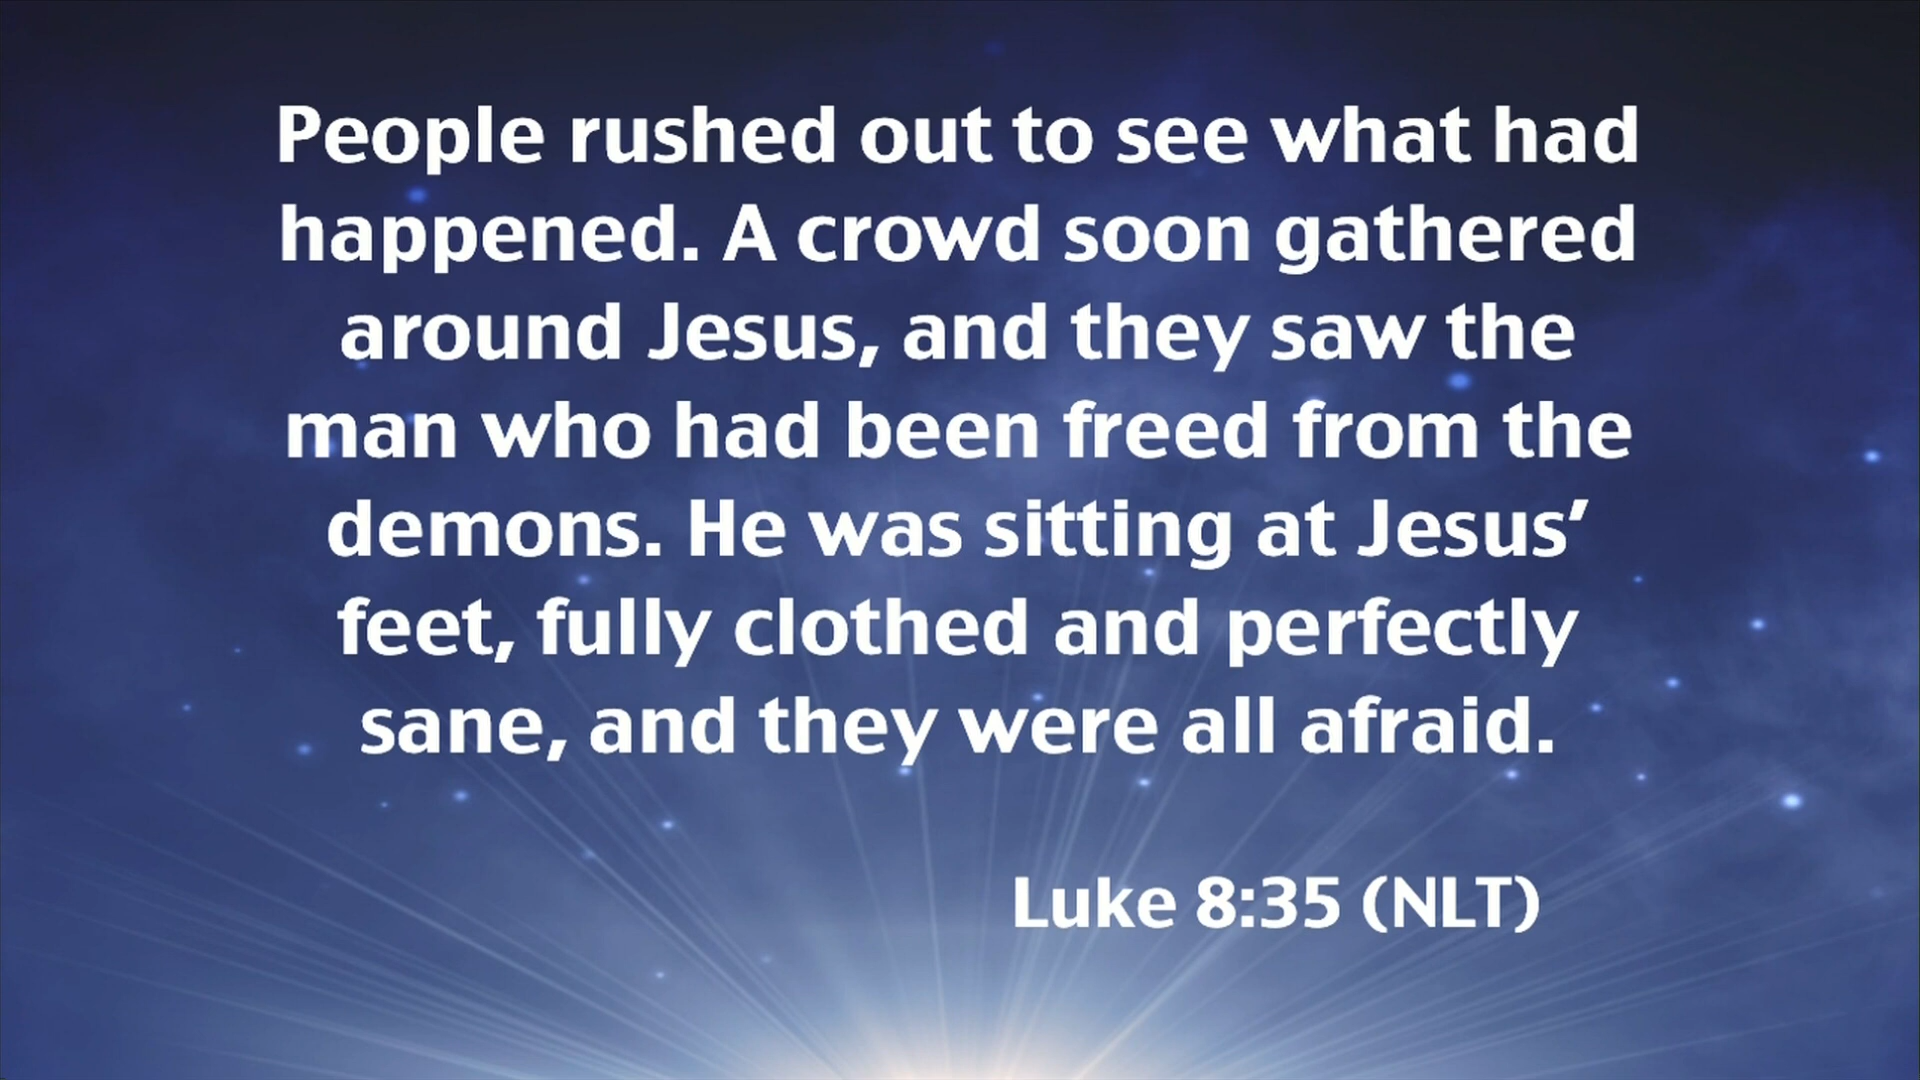 People rushed out to see what had
happened. A crowd soon gathered
around Jesus, and they saw the
man who had been freed from the
demons. He was sitting at Jesus’
feet, fully clothed and perfectly
sane, and they were all afraid.
Luke 8:35 (NLT)